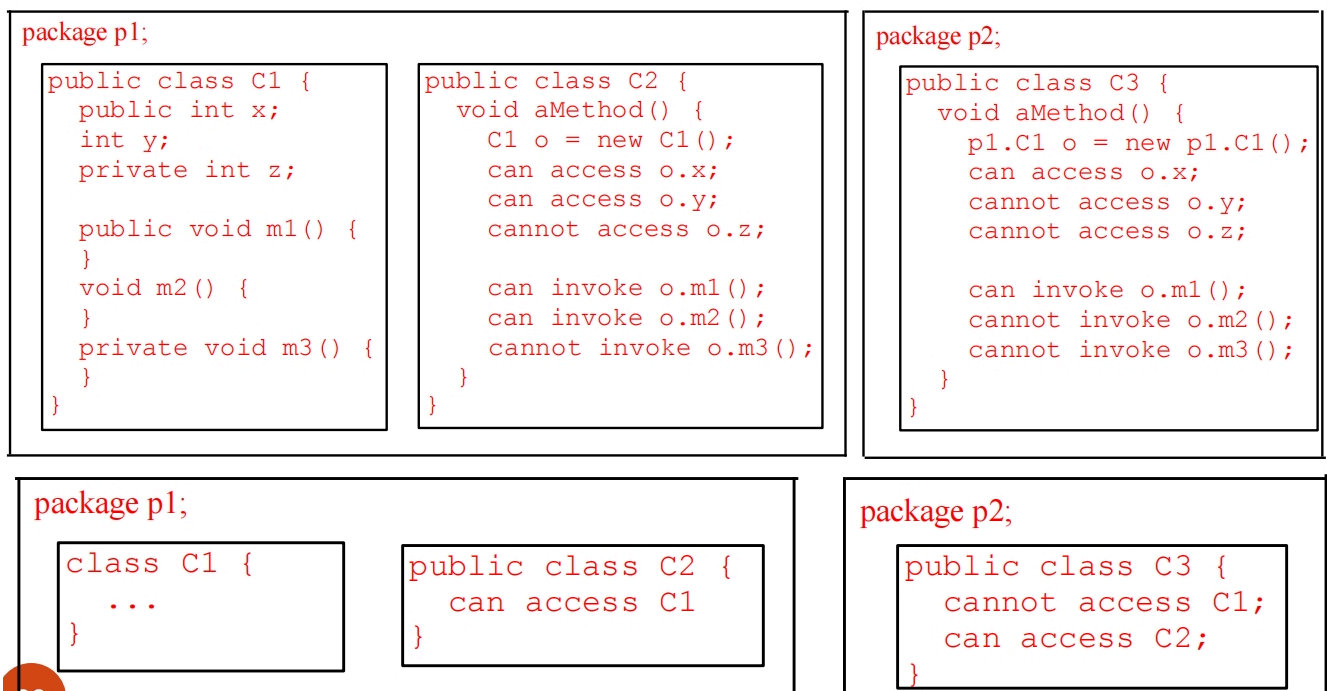 package p1;
public class C1 {
public int x;
int y;
private int z;
public void m1() {
}
void m2() {
}
private void m3() {
}
}
public class C2 {
void aMethod() {
C1 o = new C1();
can access o.x;
can access o.y;
cannot access o.z;
can invoke o.m1();
can invoke o.m2();
cannot invoke o.m3();
}
}
package p2;
public class C3 {
void aMethod() {
p1.C1 o = new p1.C1();
can access o.x;
cannot access o.y;
cannot access o.z;
can invoke o.m1();
cannot invoke o.m2();
cannot invoke o.m3();
}
}
package p1;
class C1 {
...
}
public class C2 {
can access C1
}
package p2;
public class C3 {
cannot access C1;
can access C2;
}